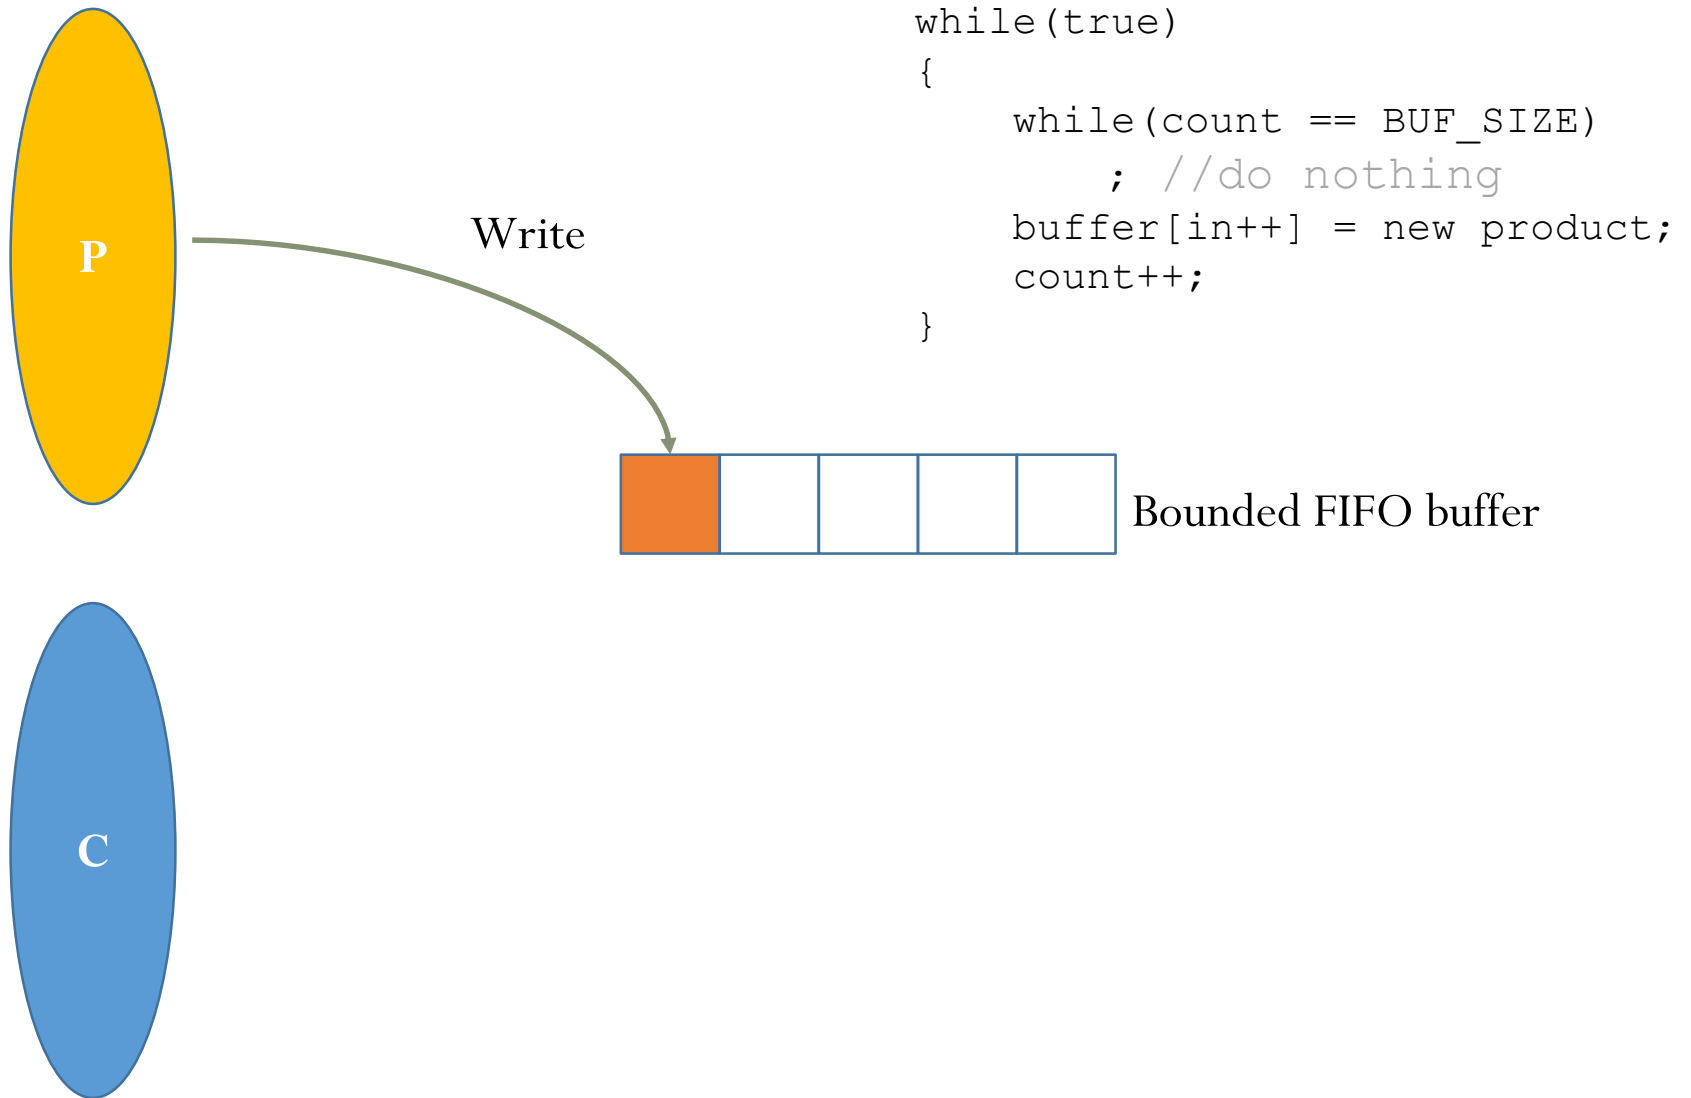 while(true)
{
while(count == BUF_SIZE)
; //do nothing
buffer[in++] = new product;
count++;
}
P
Write
Bounded FIFO buffer
C